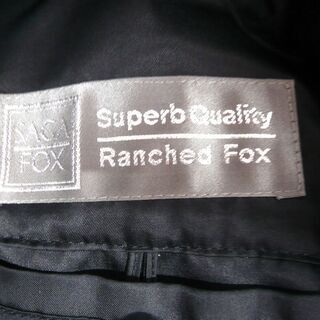 SAGA
FOX
Superb Quality
Ranched Fox